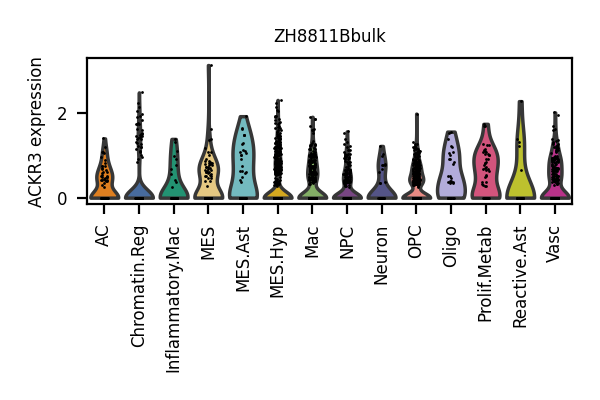 ZH8811Bbulk
ACKR3 expression
2
0
AC
Chromatin.Reg
Inflammatory.Mac
MES
MES.Ast
MES.Hyp
Mac
NPC
Neuron
OPC
Oligo
Prolif.Metab
Reactive.Ast
Vasc